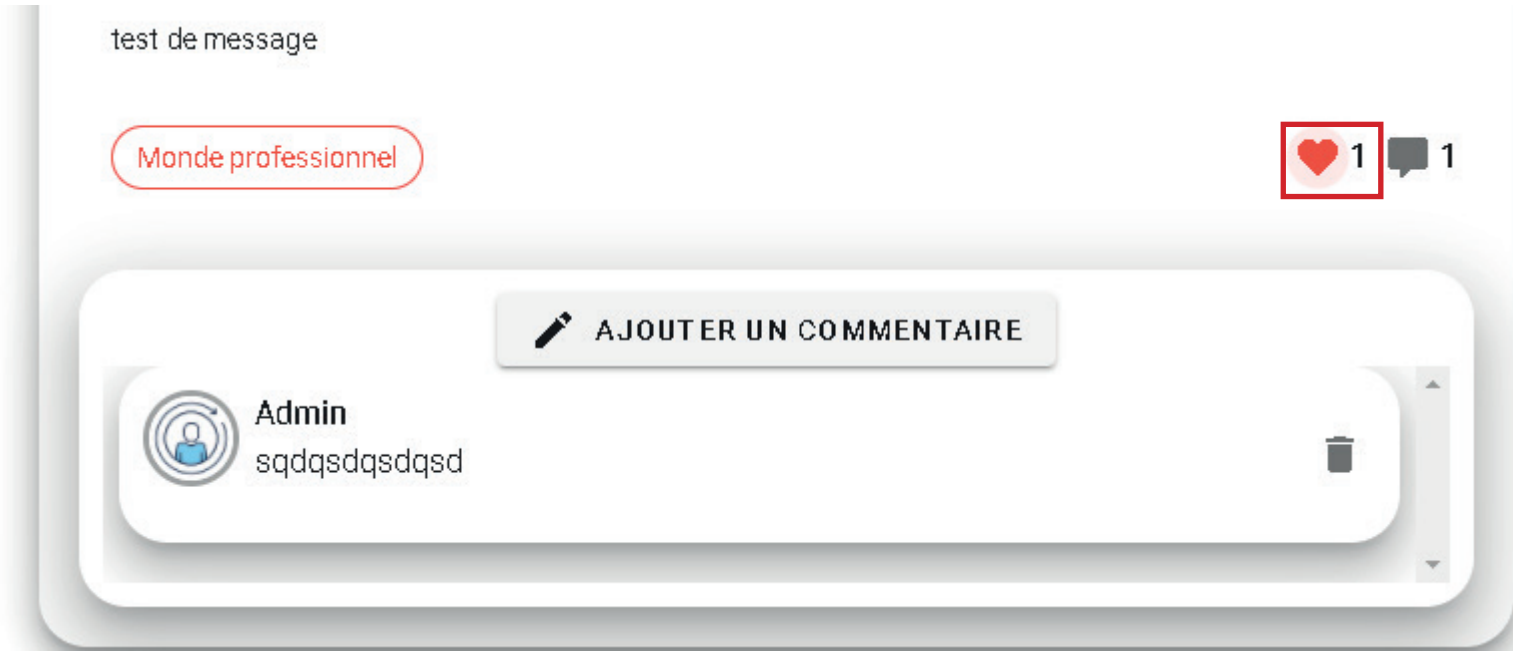 test de message
Monde professionnel
1 1
AJOUTER UN COMMENTAIRE
Admin
sqdqsdqsdqsd